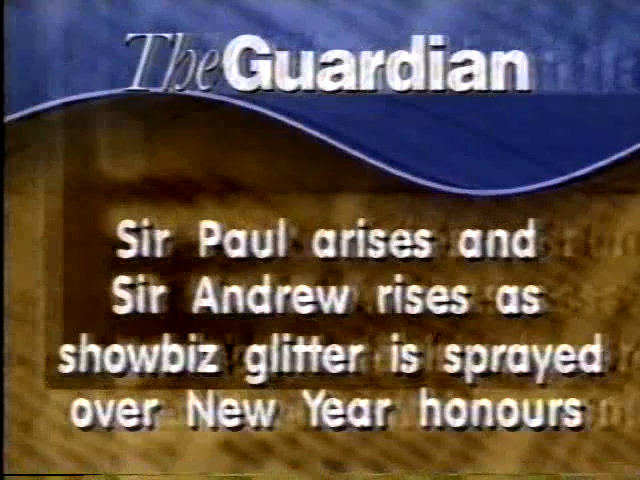 The Guardian
Sir Paul arises and
Sir Andrew rises as
showbiz glitter is sprayed
over New Year honours